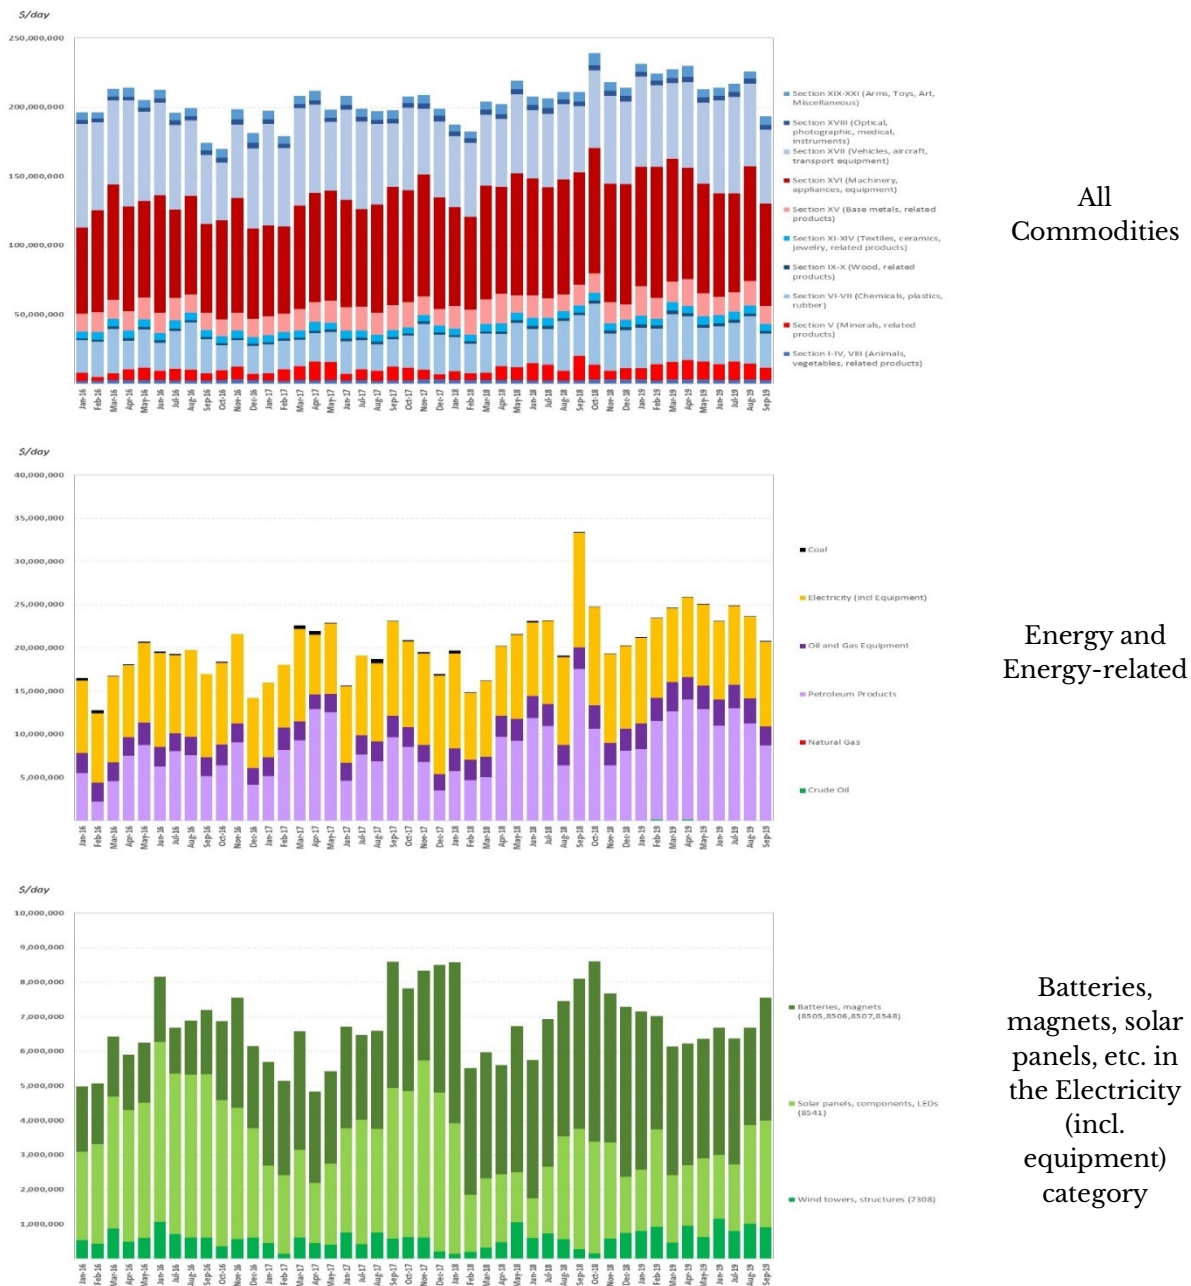 $/day
250,000,000
200,000,000
150,000,000
100,000,000
50,000,000
Jan-16 Feb-16 Mar-16 Apr-16 May-16 Jun-16 Jul-16 Aug-16 Sep-16 Oct-16 Nov-16 Dec-16 Jan-17 Feb-17 Mar-17 Apr-17 May-17 Jun-17 Jul-17 Aug-17 Sep-17 Oct-17 Nov-17 Dec-17 Jan-18 Feb-18 Mar-18 Apr-18 May-18 Jun-18 Jul-18 Aug-18 Sep-18 Oct-18 Nov-18 Dec-18 Jan-19 Feb-19 Mar-19 Apr-19 May-19 Jun-19 Jul-19 Aug-19 Sep-19
Section XIX-XXI (Arms, Toys, Art,
Miscellaneous)
Section XVIII (Optical,
photographic, medical,
instruments)
Section XVII (Vehicles, aircraft,
transport equipment)
Section XVI (Machinery,
appliances, equipment)
Section XV (Base metals, related
products)
Section XI-XIV (Textiles, ceramics,
jewelry, related products)
Section IX-X (Wood, related
products)
Section VI-VII (Chemicals, plastics,
rubber)
Section V (Minerals, related
products)
Section I-IV, VIII (Animals,
vegetables, related products)
All
Commodities
$/day
40,000,000
35,000,000
30,000,000
25,000,000
20,000,000
15,000,000
10,000,000
5,000,000
Jan-16 Feb-16 Mar-16 Apr-16 May-16 Jun-16 Jul-16 Aug-16 Sep-16 Oct-16 Nov-16 Dec-16 Jan-17 Feb-17 Mar-17 Apr-17 May-17 Jun-17 Jul-17 Aug-17 Sep-17 Oct-17 Nov-17 Dec-17 Jan-18 Feb-18 Mar-18 Apr-18 May-18 Jun-18 Jul-18 Aug-18 Sep-18 Oct-18 Nov-18 Dec-18 Jan-19 Feb-19 Mar-19 Apr-19 May-19 Jun-19 Jul-19 Aug-19 Sep-19
Coal
Electricity (incl Equipment)
Oil and Gas Equipment
Petroleum Products
Natural Gas
Crude Oil
Energy and
Energy-related
$/day
10,000,000
9,000,000
8,000,000
7,000,000
6,000,000
5,000,000
4,000,000
3,000,000
2,000,000
1,000,000
Jan-16 Feb-16 Mar-16 Apr-16 May-16 Jun-16 Jul-16 Aug-16 Sep-16 Oct-16 Nov-16 Dec-16 Jan-17 Feb-17 Mar-17 Apr-17 May-17 Jun-17 Jul-17 Aug-17 Sep-17 Oct-17 Nov-17 Dec-17 Jan-18 Feb-18 Mar-18 Apr-18 May-18 Jun-18 Jul-18 Aug-18 Sep-18 Oct-18 Nov-18 Dec-18 Jan-19 Feb-19 Mar-19 Apr-19 May-19 Jun-19 Jul-19 Aug-19 Sep-19
Batteries, magnets
(8505,8506,8507,8548)
Solar panels, components, LEDs
(8541)
Wind towers, structures (7308)
Batteries,
magnets, solar
panels, etc. in
the Electricity
(incl.
equipment)
category